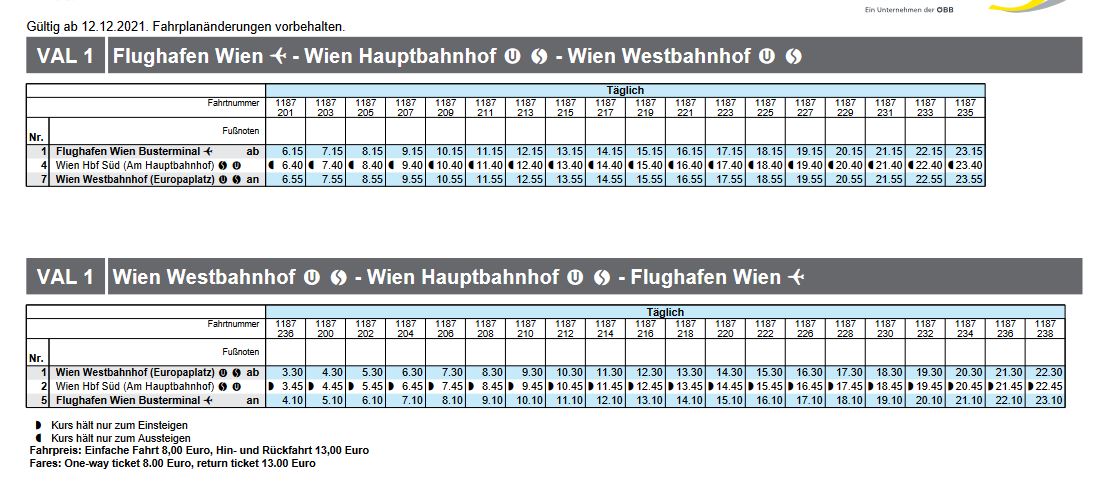 Ein Unternehmen der ÖBB
Gültig ab 12.12.2021. Fahrplanänderungen vorbehalten.
VAL 1 Flughafen Wien ✈ - Wien Hauptbahnhof U S - Wien Westbahnhof U S
Täglich
Fahrtnummer 1187 1187 1187 1187 1187 1187 1187 1187 1187 1187 1187 1187 1187 1187 1187 1187 1187 1187
201 203 205 207 209 211 213 215 217 219 221 223 225 227 229 231 233 235
Fußnoten
Nr.
1 Flughafen Wien Busterminal ✈ ab 6.15 7.15 8.15 9.15 10.15 11.15 12.15 13.15 14.15 15.15 16.15 17.15 18.15 19.15 20.15 21.15 22.15 23.15
4 Wien Hbf Süd (Am Hauptbahnhof) S U ◖ 6.40 ◖ 7.40 ◖ 8.40 ◖ 9.40 ◖10.40 ◖11.40 ◖12.40 ◖13.40 ◖14.40 ◖15.40 ◖16.40 ◖17.40 ◖18.40 ◖19.40 ◖20.40 ◖21.40 ◖22.40 ◖23.40
7 Wien Westbahnhof (Europaplatz) U S an 6.55 7.55 8.55 9.55 10.55 11.55 12.55 13.55 14.55 15.55 16.55 17.55 18.55 19.55 20.55 21.55 22.55 23.55
VAL 1 Wien Westbahnhof U S - Wien Hauptbahnhof U S - Flughafen Wien ✈
Täglich
Fahrtnummer 1187 1187 1187 1187 1187 1187 1187 1187 1187 1187 1187 1187 1187 1187 1187 1187 1187 1187 1187 1187
236 200 202 204 206 208 210 212 214 216 218 220 222 226 228 230 232 234 236 238
Fußnoten
Nr.
1 Wien Westbahnhof (Europaplatz) U S ab 3.30 4.30 5.30 6.30 7.30 8.30 9.30 10.30 11.30 12.30 13.30 14.30 15.30 16.30 17.30 18.30 19.30 20.30 21.30 22.30
2 Wien Hbf Süd (Am Hauptbahnhof) S U ◗ 3.45 ◗ 4.45 ◗ 5.45 ◗ 6.45 ◗ 7.45 ◗ 8.45 ◗ 9.45 ◗10.45 ◗11.45 ◗12.45 ◗13.45 ◗14.45 ◗15.45 ◗16.45 ◗17.45 ◗18.45 ◗19.45 ◗20.45 ◗21.45 ◗22.45
5 Flughafen Wien Busterminal ✈ an 4.10 5.10 6.10 7.10 8.10 9.10 10.10 11.10 12.10 13.10 14.10 15.10 16.10 17.10 18.10 19.10 20.10 21.10 22.10 23.10
◗ Kurs hält nur zum Einsteigen
◖ Kurs hält nur zum Aussteigen
Fahrpreis: Einfache Fahrt 8,00 Euro, Hin- und Rückfahrt 13,00 Euro
Fares: One-way ticket 8.00 Euro, return ticket 13.00 Euro